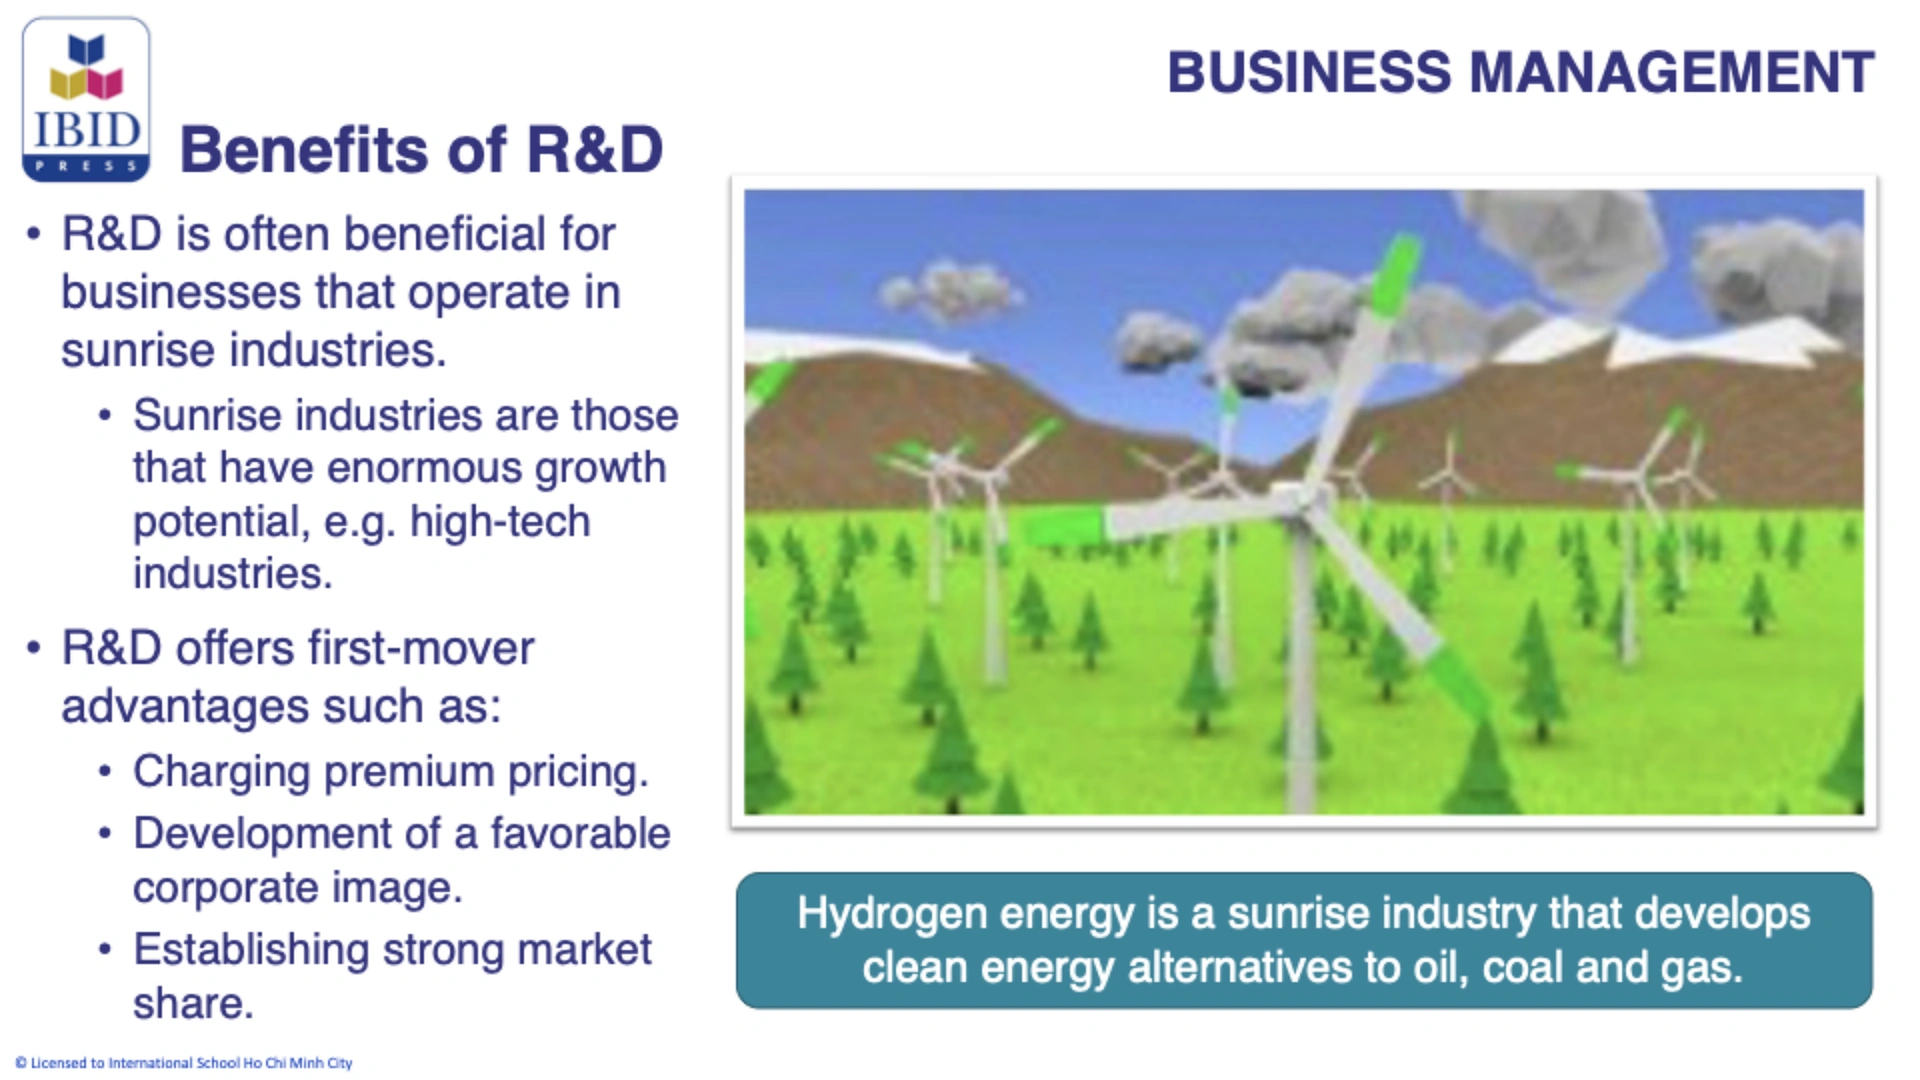 IBID
PRESS
BUSINESS MANAGEMENT
Benefits of R&D
• R&D is often beneficial for
businesses that operate in
sunrise industries.
• Sunrise industries are those
that have enormous growth
potential, e.g. high-tech
industries.
• R&D offers first-mover
advantages such as:
• Charging premium pricing.
• Development of a favorable
corporate image.
• Establishing strong market
share.
Hydrogen energy is a sunrise industry that develops
clean energy alternatives to oil, coal and gas.
© Licensed to International School Ho Chi Minh City